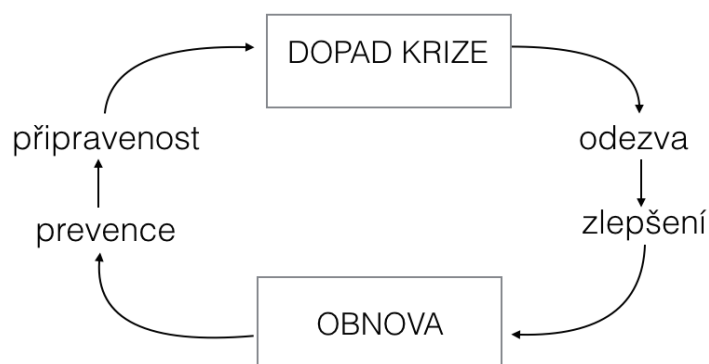 DOPAD KRIZE
připravenost
odezva
prevence
zlepšení
OBNOVA